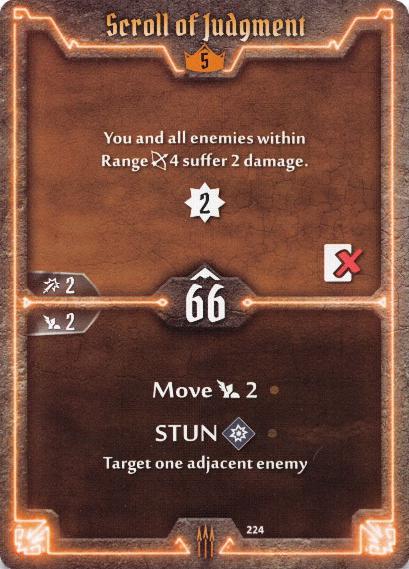 Scroll of Judgment
5
You and all enemies within
Range 4 suffer 2 damage.
2
2
66
2
Move 2
STUN
Target one adjacent enemy
224